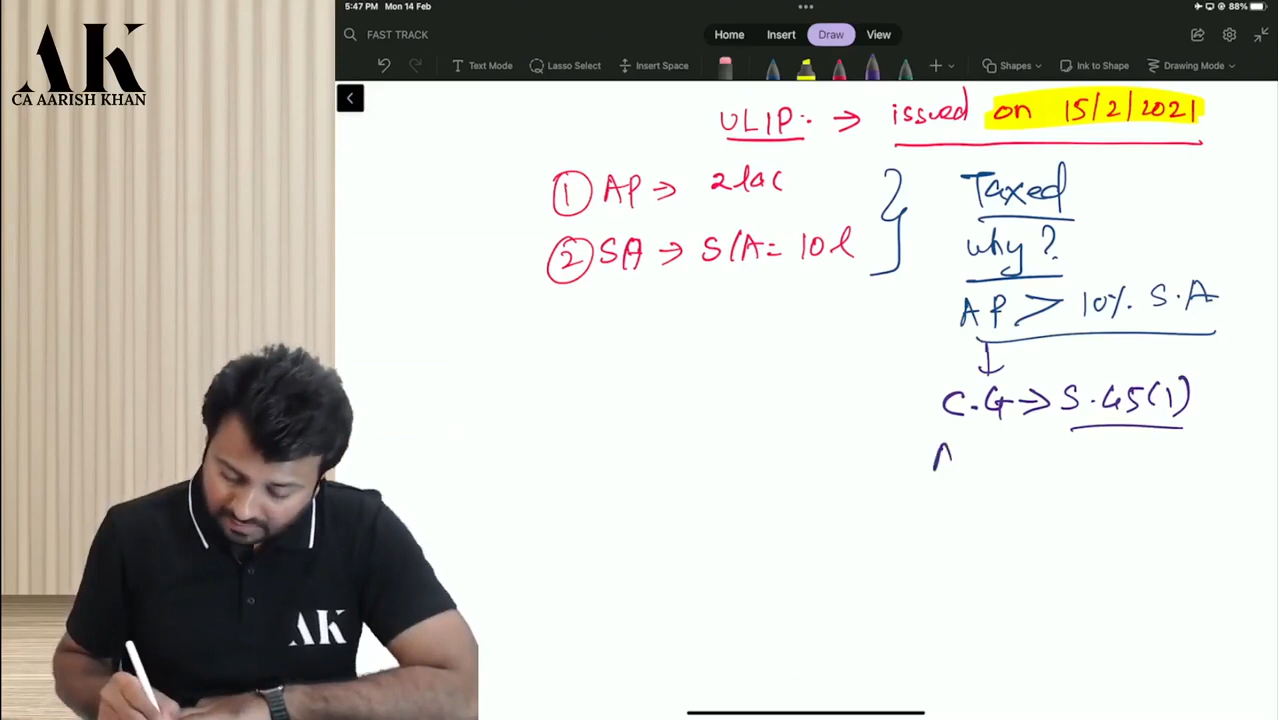 5:47 PM Mon 14 Feb
88%
FAST TRACK
Home Insert Draw View
Text Mode Lasso Select Insert Space Shapes Ink to Shape Drawing Mode
AK
CA AARISH KHAN
ULIP:- → issued on 15/2/2021
① AP → 2 lac
② SA → S/A = 10 l
Taxed
why?
AP > 10% S.A
C.G → S.45(1)
AK